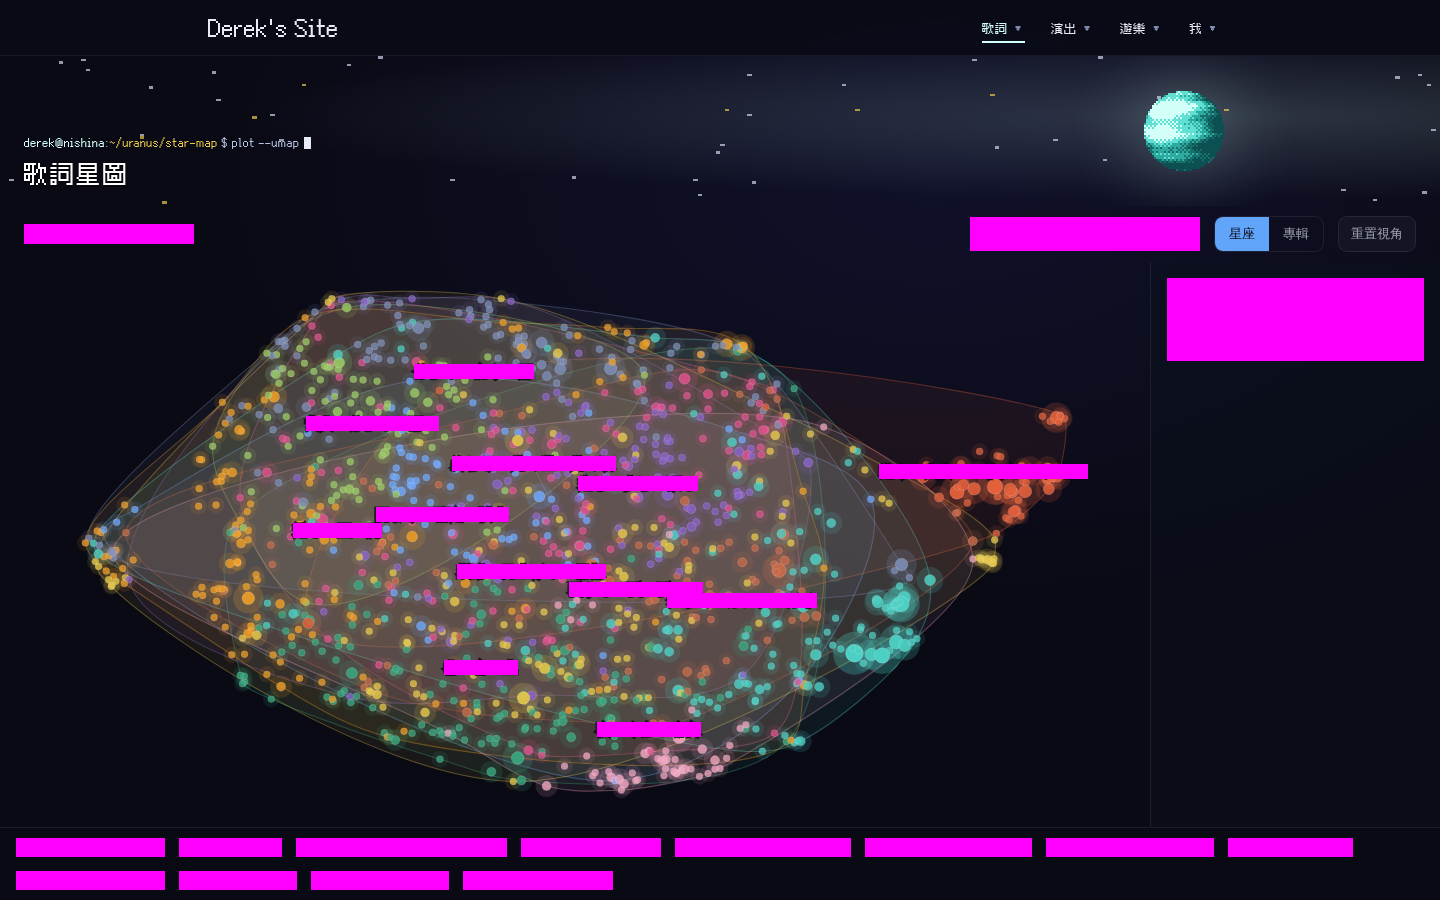 Derek's Site
歌詞 ▼ 演出 ▼ 遊樂 ▼ 我 ▼
derek@nishina:~/uranus/star-map $ plot --umap
歌詞星圖
星座 專輯 重置視角